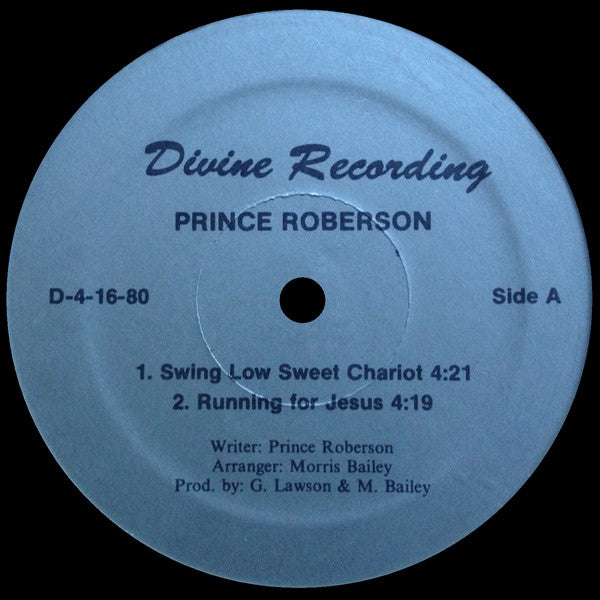 Divine Recording
PRINCE ROBERSON
D-4-16-80 Side A
1. Swing Low Sweet Chariot 4:21
2. Running for Jesus 4:19
Writer: Prince Roberson
Arranger: Morris Bailey
Prod. by: G. Lawson & M. Bailey